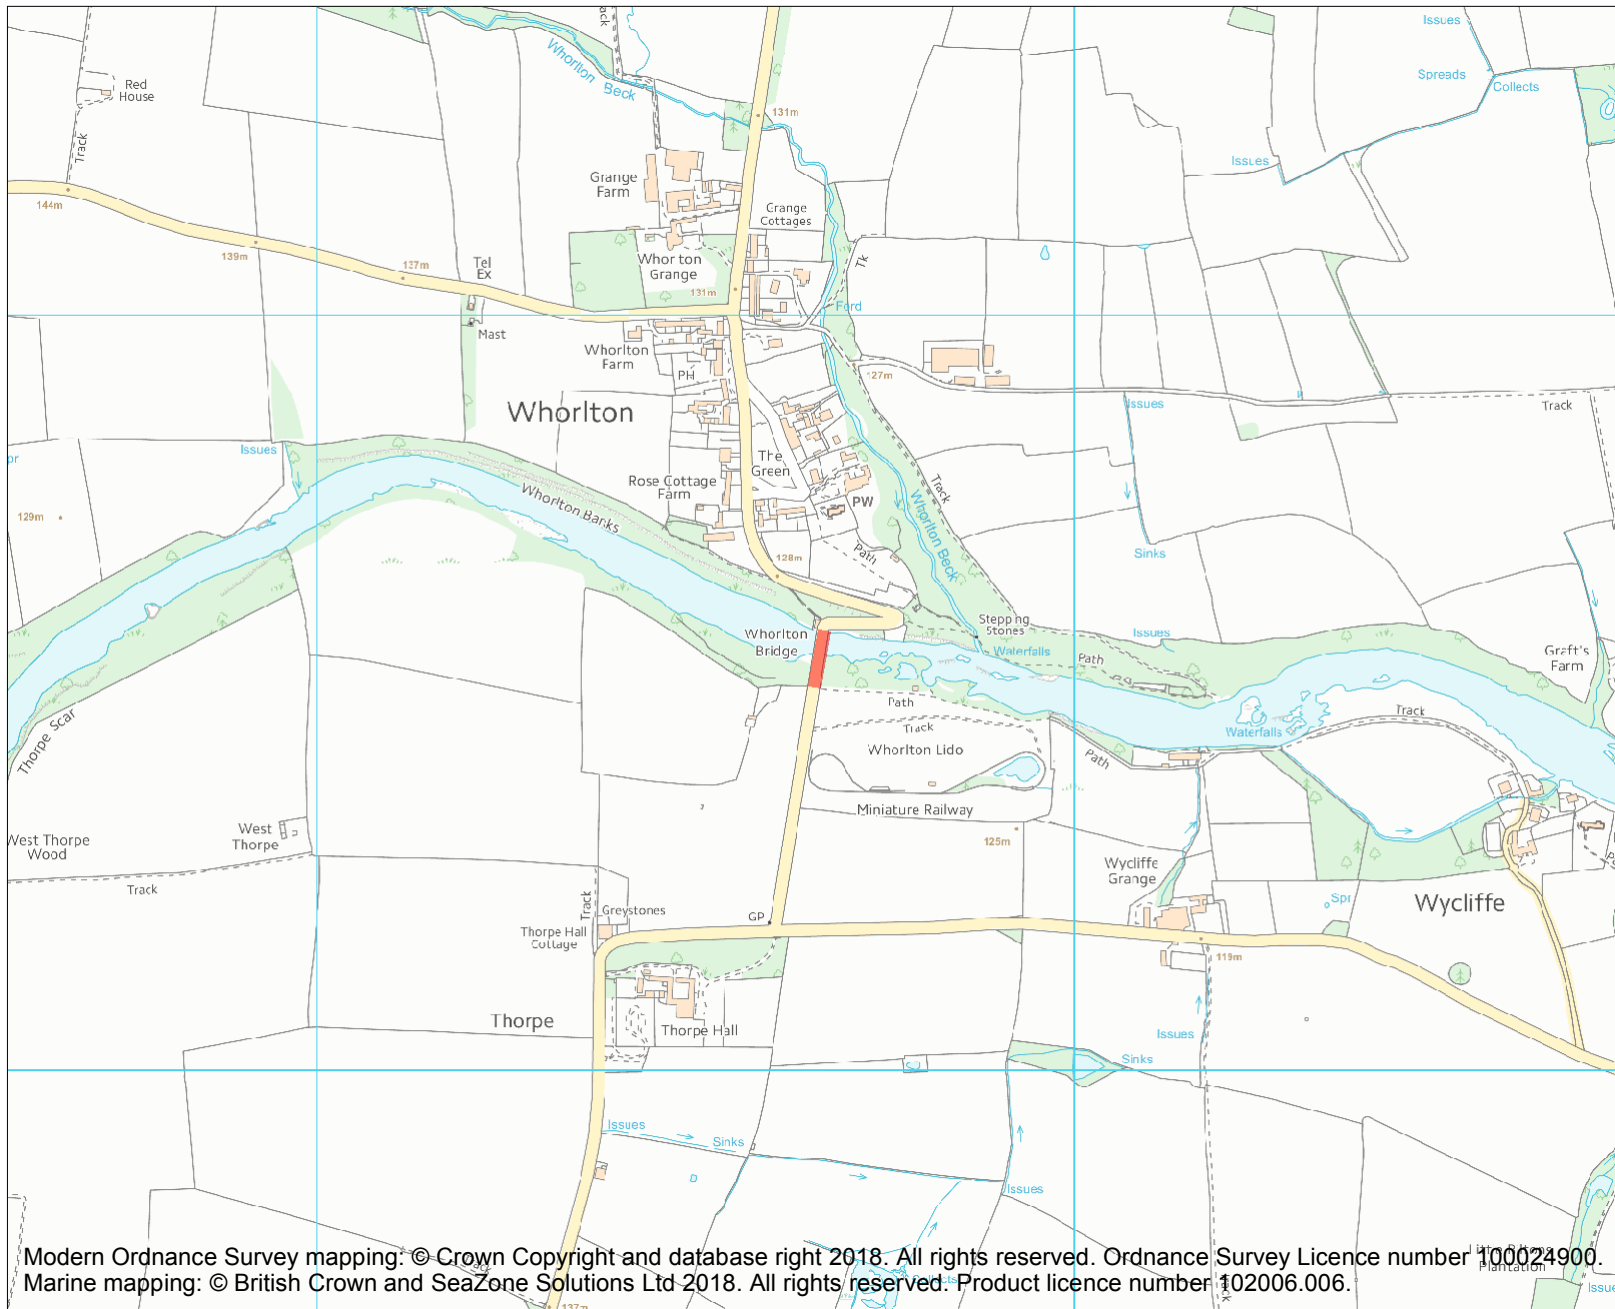 Issues
Track
Whorlton
Beck
Spreads
Collects
Red
House
131m
Track
Issues
Grange
Farm
144m
Grange
Cottages
139m
137m
Tel
Ex
Whorlton
Grange
Tk
131m
Ford
Mast
Whorlton
Farm
PH
127m
Issues
Track
Whorlton
Issues
The
Green
Rose Cottage
Farm
Track
Whorlton Banks
PW
129m
Whorlton Beck
Path
Sinks
128m
Stepping
Stones
Issues
Whorlton
Bridge
Waterfalls
Path
Graft's
Farm
Path
Track
Track
Thorpe Scar
Whorlton Lido
Waterfalls
Path
Miniature Railway
West Thorpe
Wood
West
Thorpe
125m
Wycliffe
Grange
Track
Track
Greystones
GP
Spr
Wycliffe
Thorpe Hall
Cottage
119m
Thorpe
Thorpe Hall
Issues
Sinks
Issues
Sinks
Issues
Modern Ordnance Survey mapping: © Crown Copyright and database right 2018. All rights reserved. Ordnance Survey Licence number 100024900.
Marine mapping: © British Crown and SeaZone Solutions Ltd 2018. All rights reserved. Product licence number 102006.006.
Plantation
Collects
Track
Issue
137m